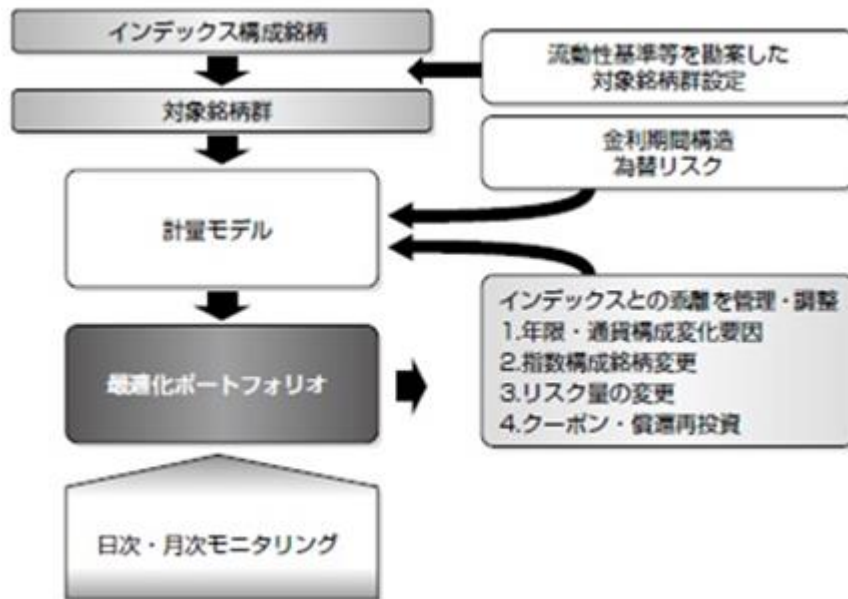 インデックス構成銘柄
流動性基準等を勘案した
対象銘柄群設定
対象銘柄群
金利期間構造
為替リスク
計量モデル
インデックスとの乖離を管理・調整
1.年限・通貨構成変化要因
2.指数構成銘柄変更
3.リスク量の変更
4.クーポン・償還再投資
最適化ポートフォリオ
日次・月次モニタリング